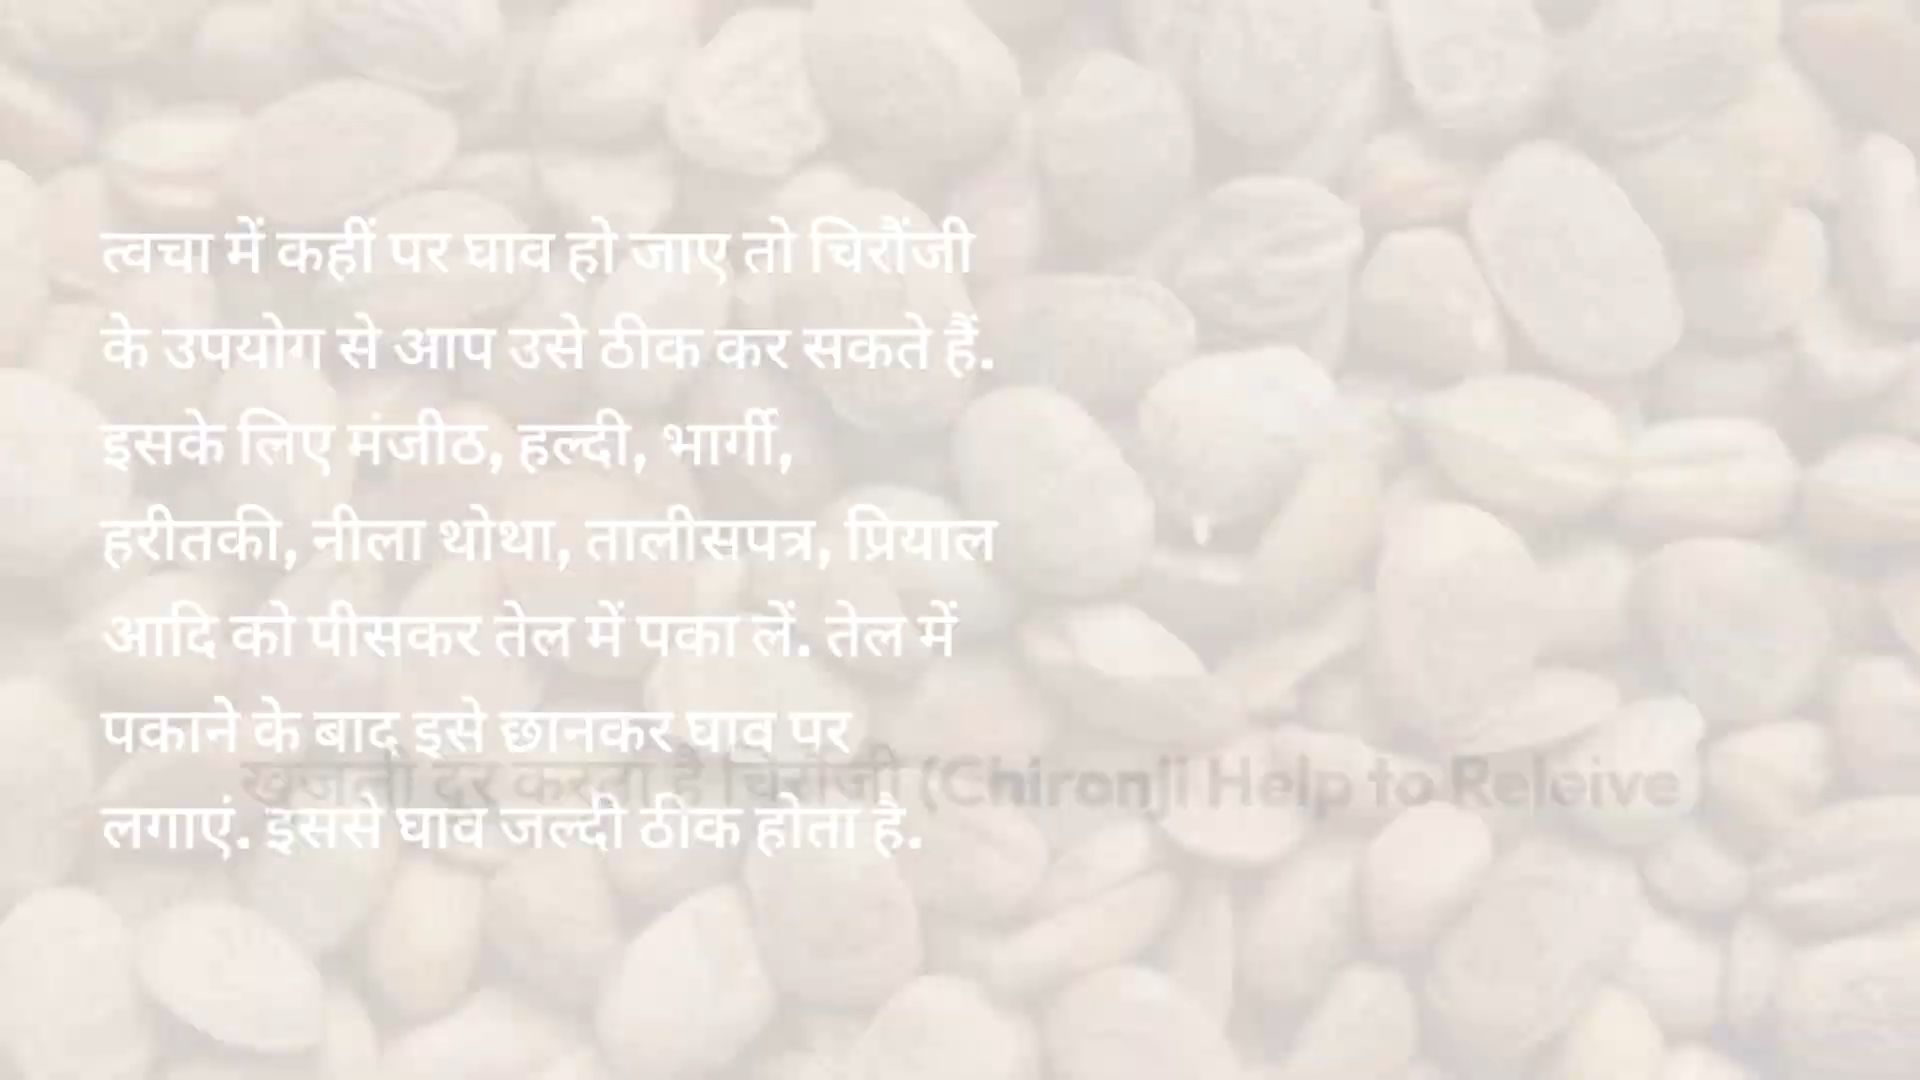 त्वचा में कहीं पर घाव हो जाए तो चिरौंजी
के उपयोग से आप उसे ठीक कर सकते हैं.
इसके लिए मंजीठ, हल्दी, भार्गी,
हरीतकी, नीला थोथा, तालीसपत्र, प्रियाल
आदि को पीसकर तेल में पका लें. तेल में
पकाने के बाद इसे छानकर घाव पर
खुजली दूर करता है चिरौंजी (Chironji Help to Releive
लगाएं. इससे घाव जल्दी ठीक होता है.